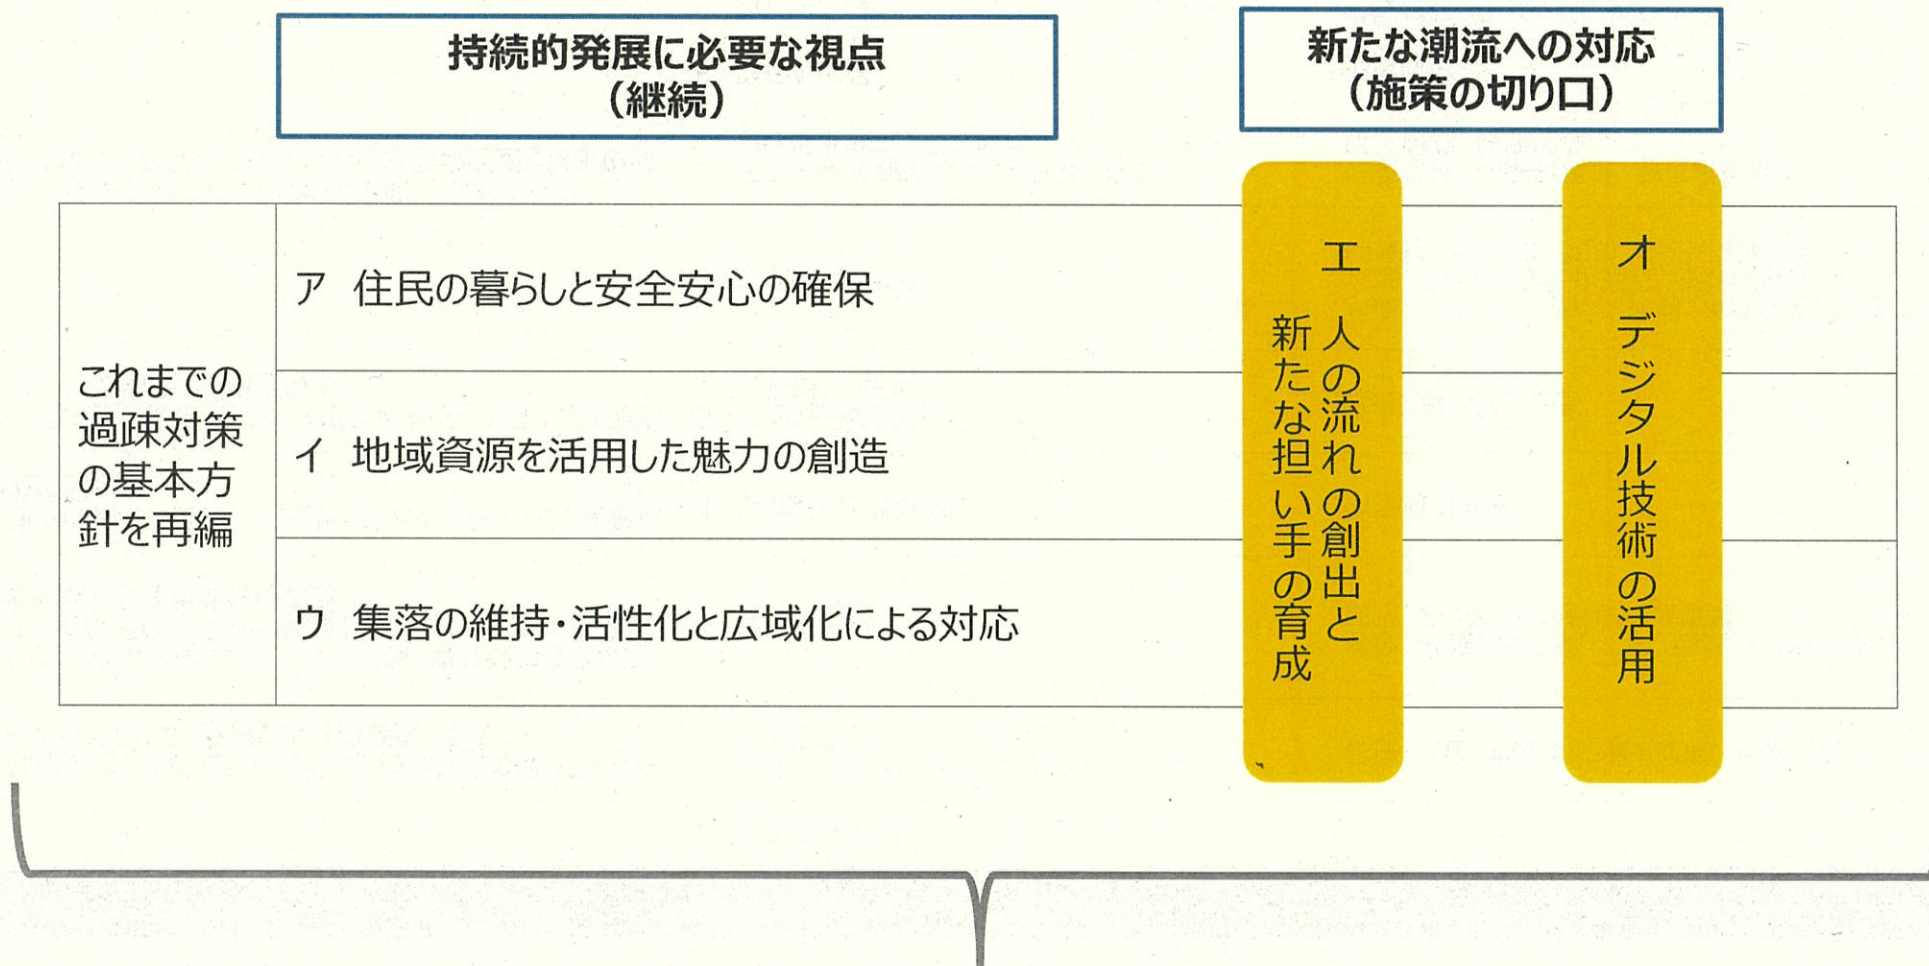 持続的発展に必要な視点
（継続）
新たな潮流への対応
（施策の切り口）
これまでの
過疎対策
の基本方
針を再編
ア 住民の暮らしと安全安心の確保
イ 地域資源を活用した魅力の創造
ウ 集落の維持・活性化と広域化による対応
エ 人の流れの創出と
新たな担い手の育成
オ デジタル技術の活用